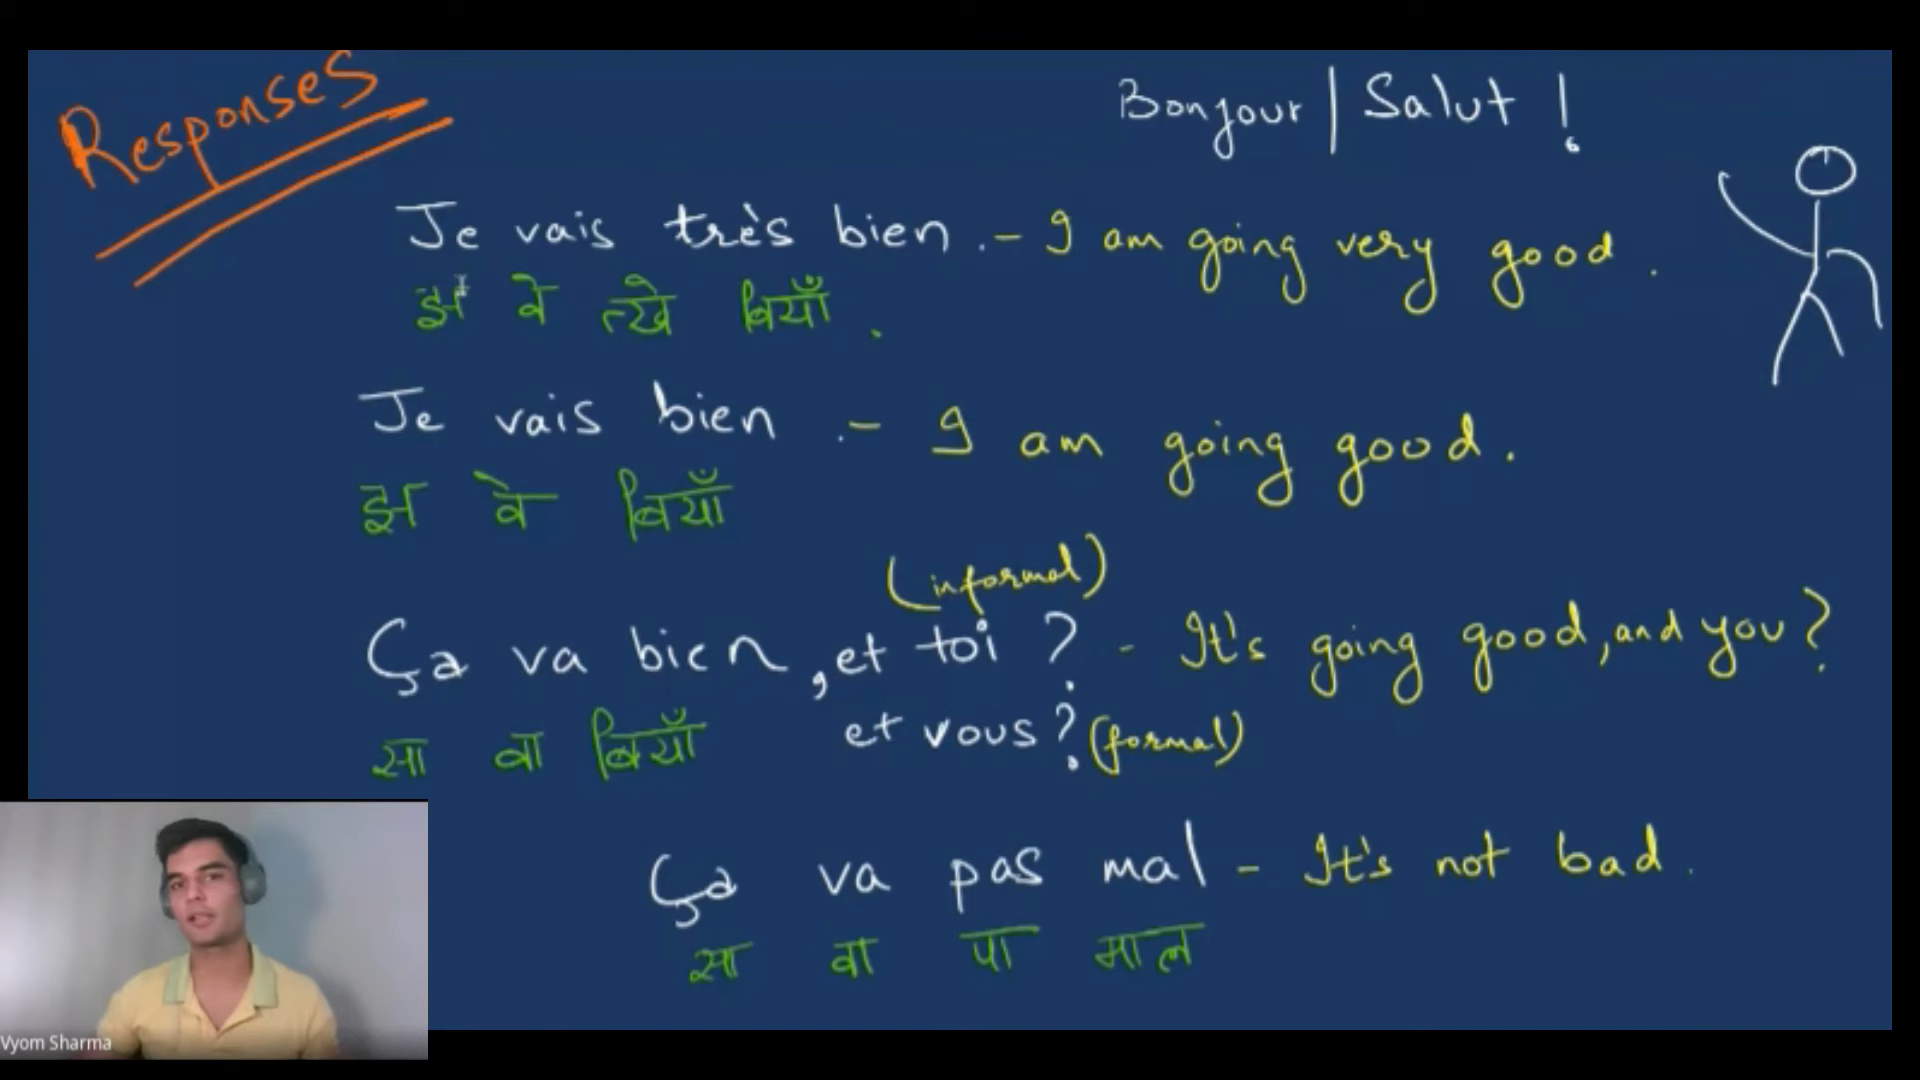 Responses
Bonjour | Salut !
Je vais très bien . - I am going very good .
झ वे त्ख़े बियाँ .
Je vais bien . - I am going good .
झ वे बियाँ
(informal)
Ça va bien , et toi ? - It's going good, and you ?
सा वा बियाँ et vous ? (formal)
Ça va pas mal - It's not bad .
सा वा पा माल
Vyom Sharma